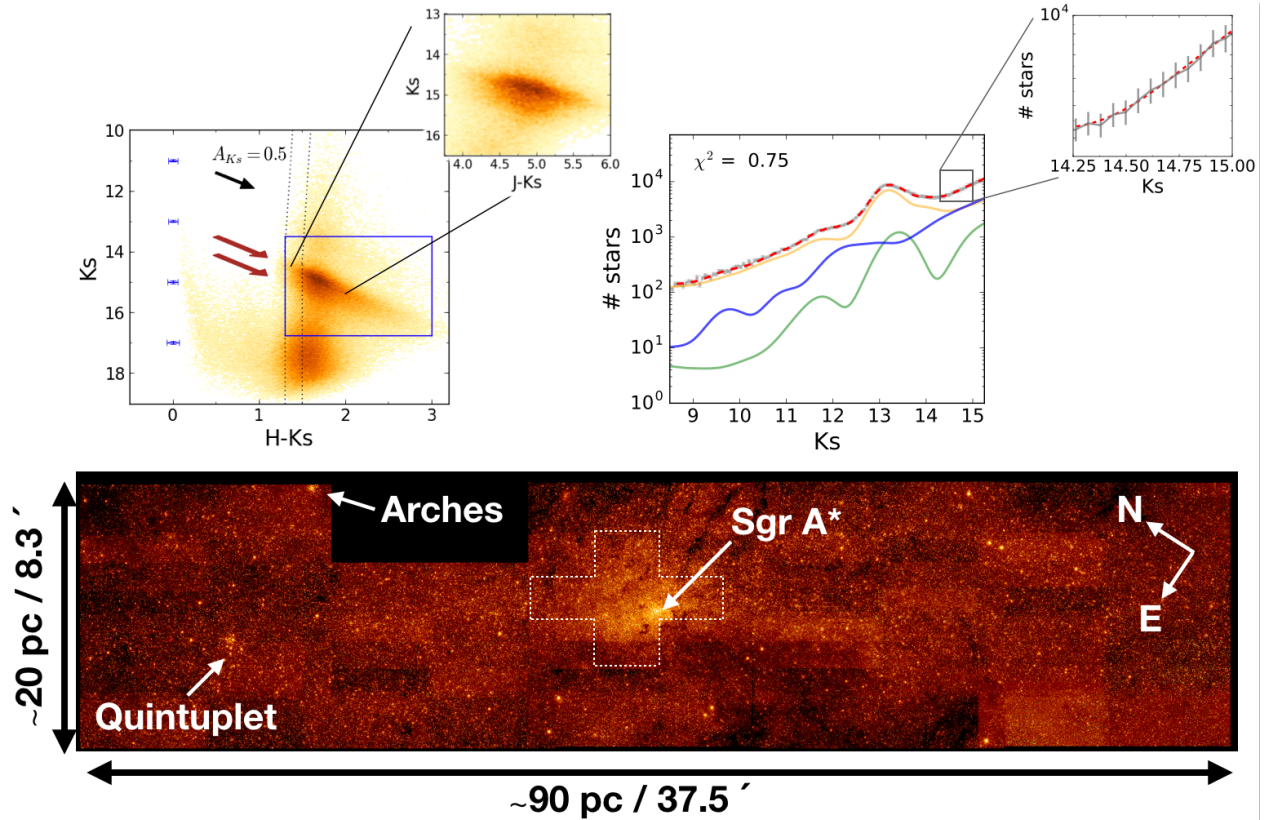 13
14
15
16
Ks
4.0 4.5 5.0 5.5 6.0
J-Ks
10
12
14
16
18
Ks
A_Ks = 0.5
0 1 2 3
H-Ks
10^4
# stars
14.25 14.50 14.75 15.00
Ks
χ² = 0.75
10^4
10^3
10^2
10^1
10^0
# stars
9 10 11 12 13 14 15
Ks
Arches
Sgr A*
N
E
Quintuplet
~20 pc / 8.3´
~90 pc / 37.5´